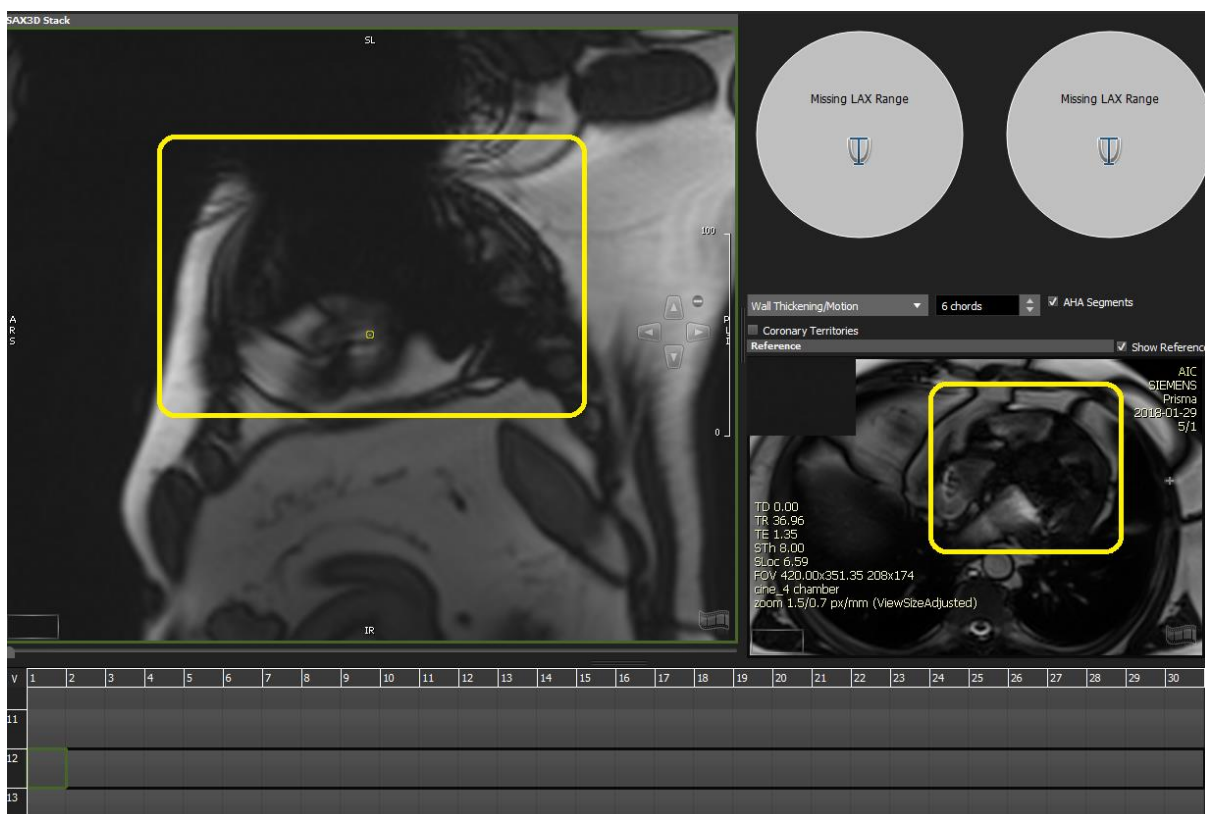 SAX3D Stack
SL
A
R
S
100
P
L
I
0
IR
Missing LAX Range
Missing LAX Range
Wall Thickening/Motion
6 chords
AHA Segments
Coronary Territories
Reference
Show Reference
AIC
SIEMENS
Prisma
2018-01-29
5/1
TD 0.00
TR 36.96
TE 1.35
STh 8.00
SLoc 6.59
FOV 420.00x351.35 208x174
cine_4 chamber
zoom 1.5/0.7 px/mm (ViewSizeAdjusted)
V 1 2 3 4 5 6 7 8 9 10 11 12 13 14 15 16 17 18 19 20 21 22 23 24 25 26 27 28 29 30
11
12
13